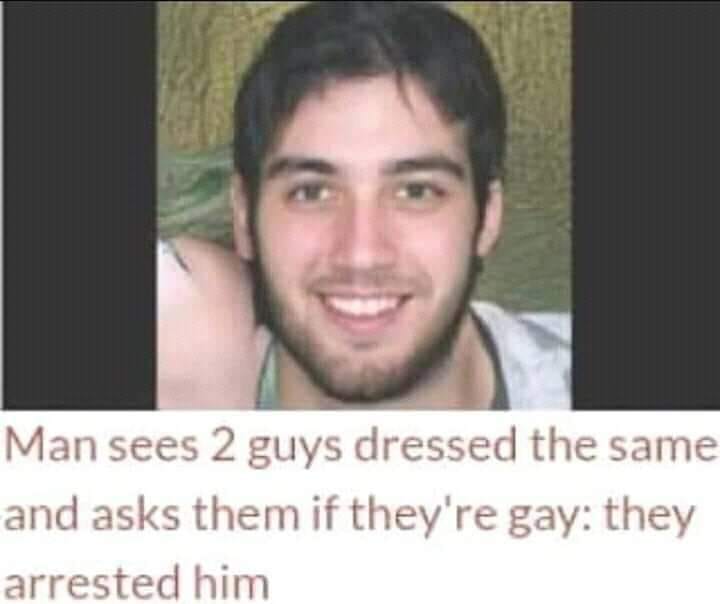 Man sees 2 guys dressed the same
and asks them if they're gay: they
arrested him